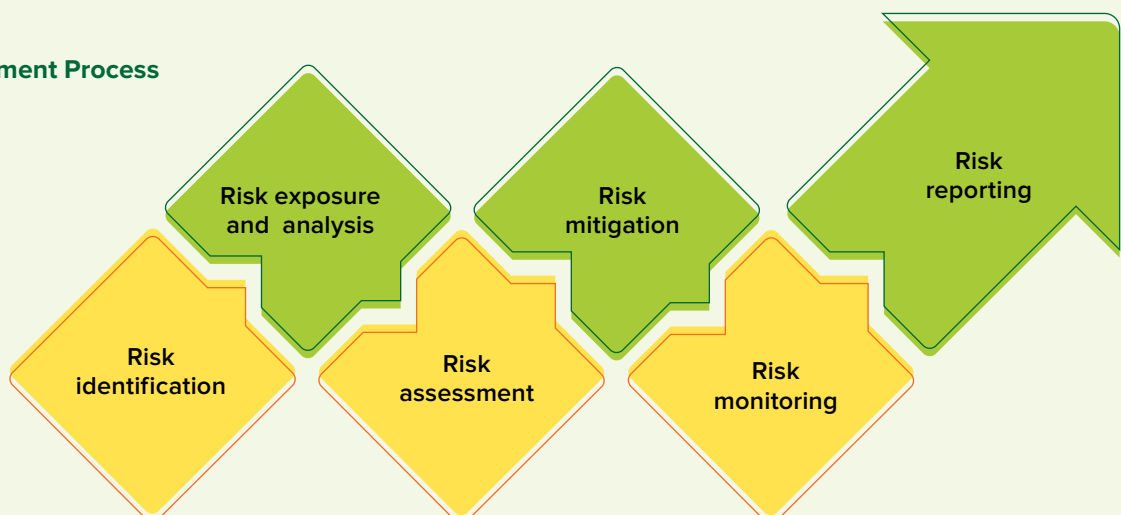 ment Process
Risk exposure
and analysis
Risk
mitigation
Risk
reporting
Risk
identification
Risk
assessment
Risk
monitoring